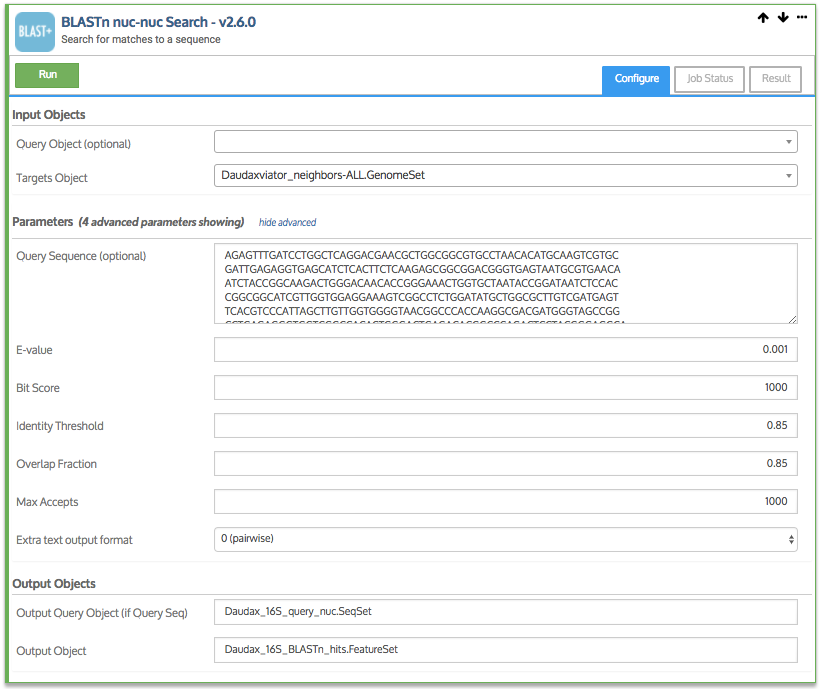 BLAST+
BLASTn nuc-nuc Search - v2.6.0
Search for matches to a sequence
Run
Configure
Job Status
Result
Input Objects
Query Object (optional)
Targets Object
Daudaxviator_neighbors-ALL.GenomeSet
Parameters (4 advanced parameters showing) hide advanced
Query Sequence (optional)
AGAGTTTGATCCTGGCTCAGGACGAACGCTGGCGGCGTGCCTAACACATGCAAGTCGTGC
GATTGAGAGGTGAGCATCTCACTTCTCAAGAGCGGCGGACGGGTGAGTAATGCGTGAACA
ATCTACCGGCAAGACTGGGACAACACCGGGAAACTGGTGCTAATACCGGATAATCTCCAC
CGGCGGCATCGTTGGTGGAGGAAAGTCGGCCTCTGGATATGCTGGCGCTTGTCGATGAGT
TCACGTCCCATTAGCTTGTTGGTGGGGTAACGGCCCACCAAGGCGACGATGGGTAGCCGG
E-value
0.001
Bit Score
1000
Identity Threshold
0.85
Overlap Fraction
0.85
Max Accepts
1000
Extra text output format
0 (pairwise)
Output Objects
Output Query Object (if Query Seq)
Daudax_16S_query_nuc.SeqSet
Output Object
Daudax_16S_BLASTn_hits.FeatureSet